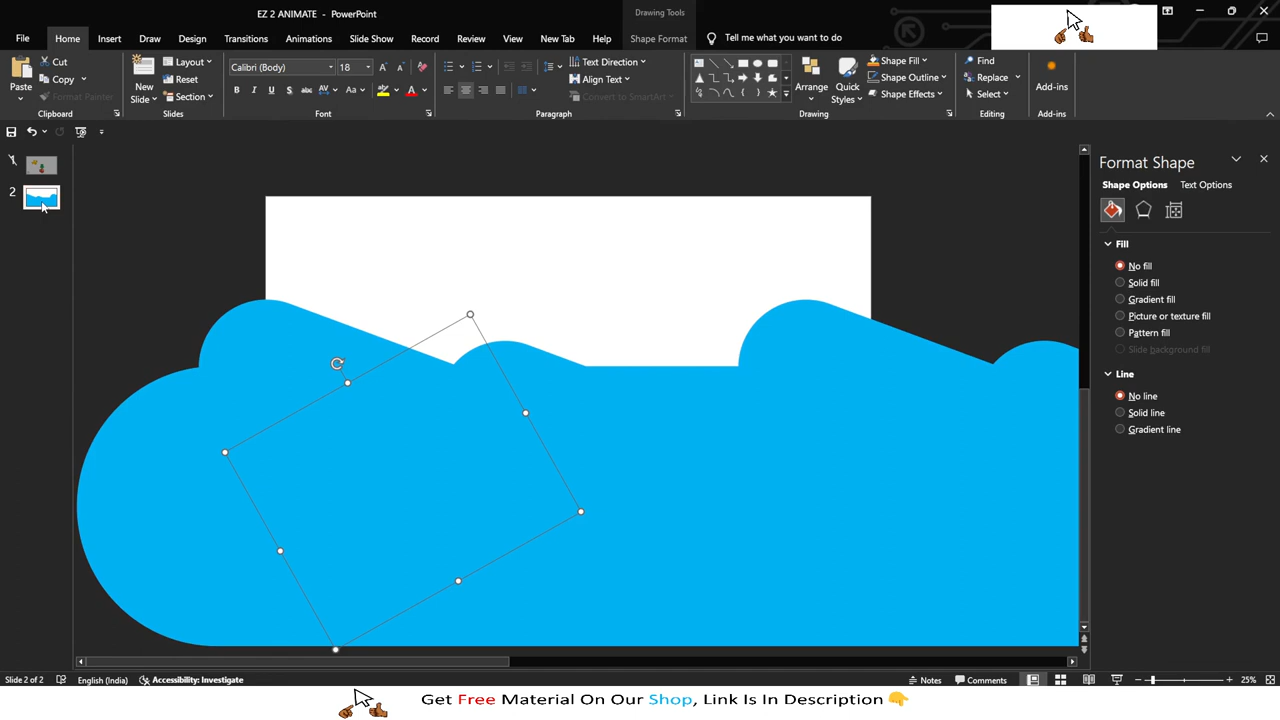 EZ 2 ANIMATE - PowerPoint
Drawing Tools
File Home Insert Draw Design Transitions Animations Slide Show Record Review View New Tab Help Shape Format Tell me what you want to do
Paste
Cut
Copy
Format Painter
Clipboard
New Slide
Layout
Reset
Section
Slides
Calibri (Body) 18
B I U S abc AV Aa A
Font
Text Direction
Align Text
Convert to SmartArt
Paragraph
Arrange
Quick Styles
Shape Fill
Shape Outline
Shape Effects
Drawing
Find
Replace
Select
Editing
Add-ins
Add-ins
1
2
Format Shape
Shape Options Text Options
Fill
No fill
Solid fill
Gradient fill
Picture or texture fill
Pattern fill
Slide background fill
Line
No line
Solid line
Gradient line
Slide 2 of 2 English (India) Accessibility: Investigate Notes Comments 25%
Get Free Material On Our Shop, Link Is In Description